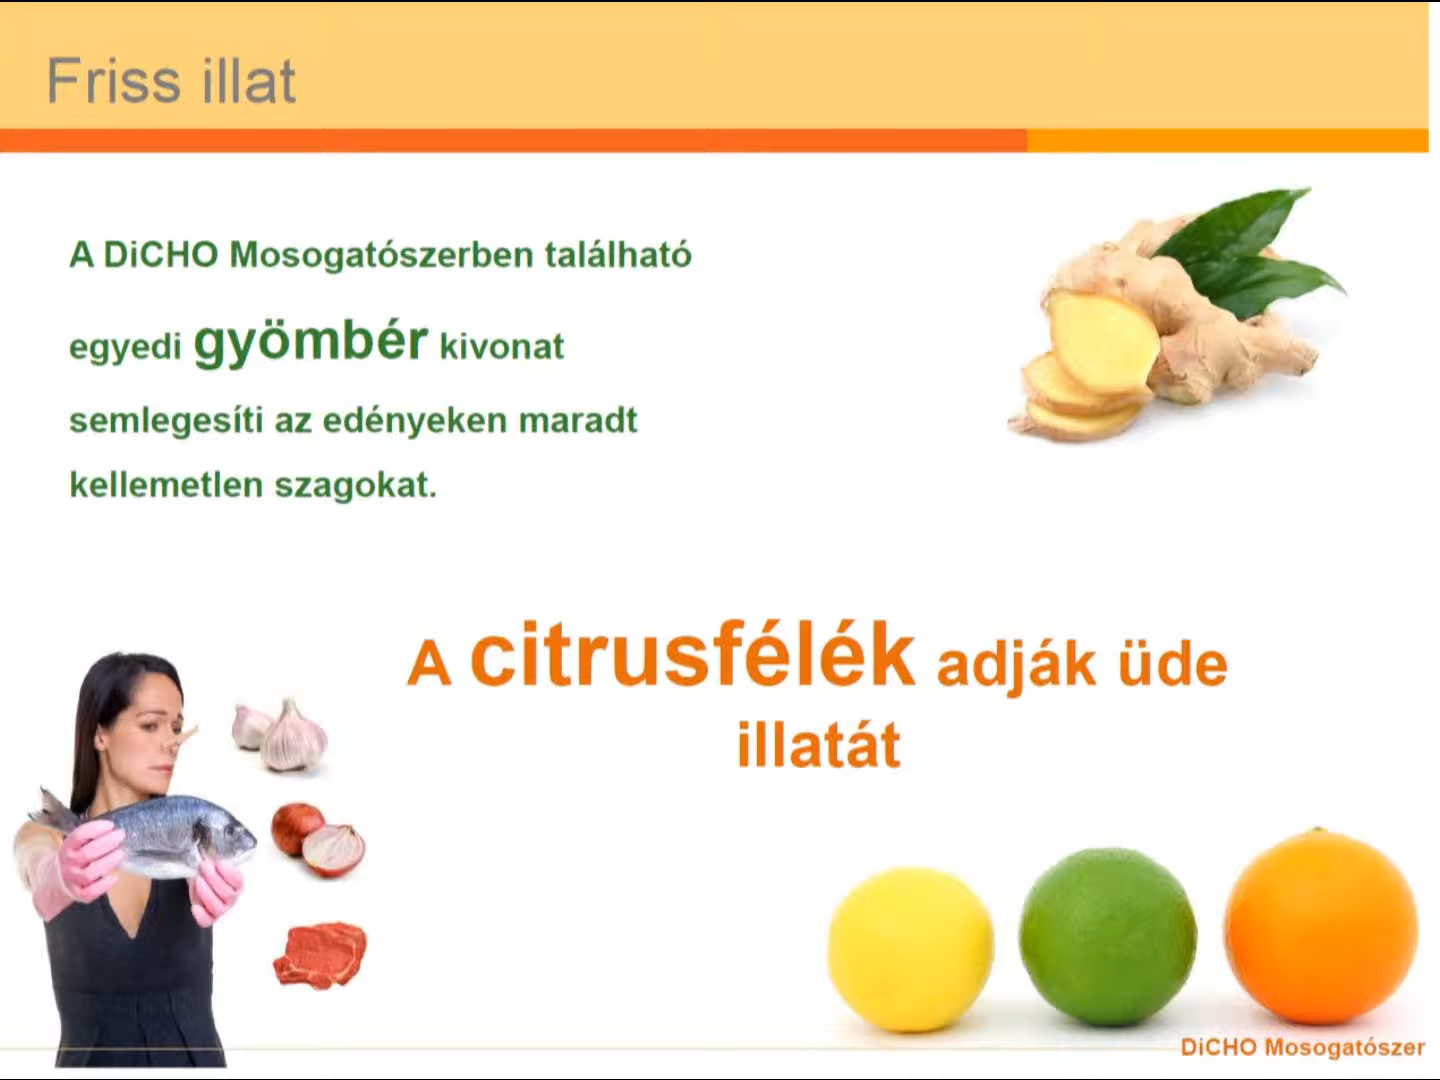 Friss illat
A DiCHO Mosogatószerben található
egyedi gyömbér kivonat
semlegesíti az edényeken maradt
kellemetlen szagokat.
A citrusfélék adják üde
illatát
DiCHO Mosogatószer